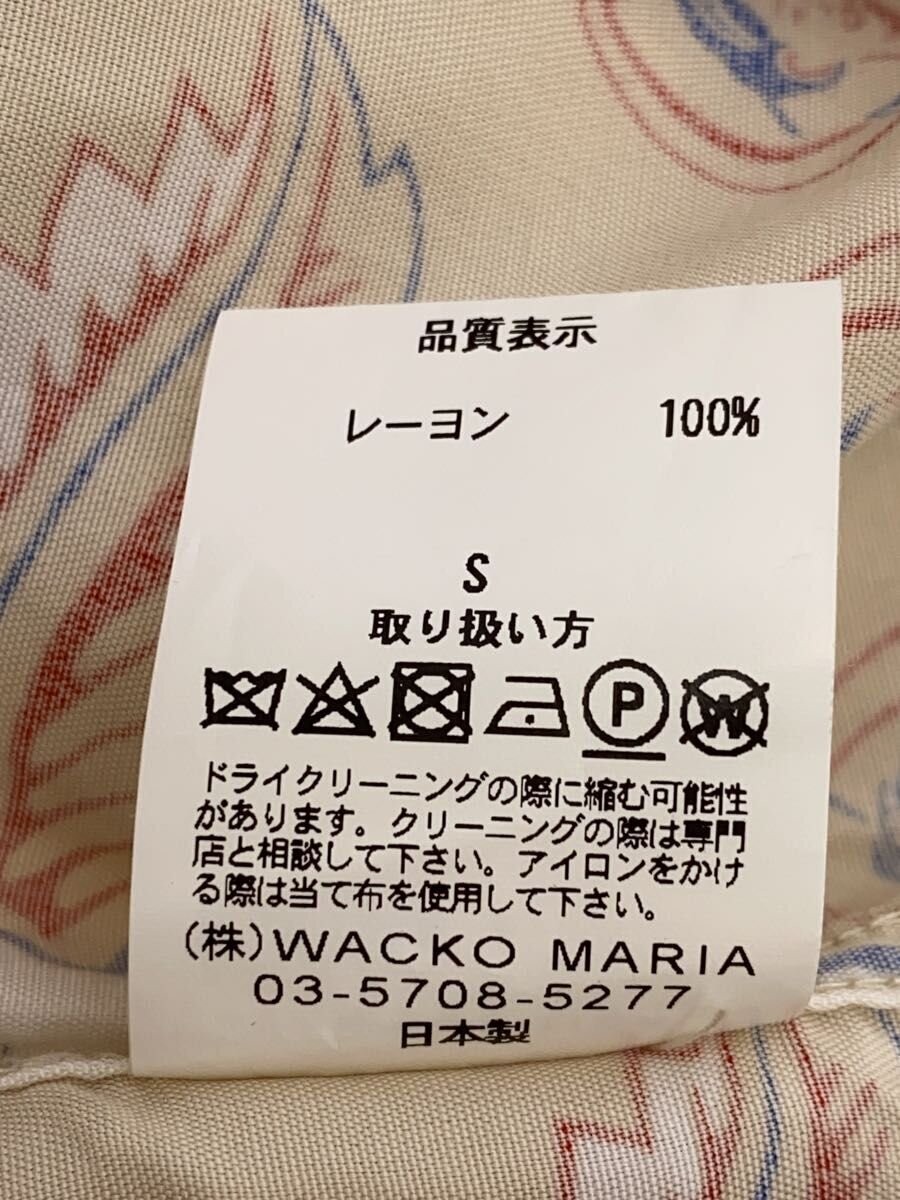 品質表示
レーヨン 100%
S
取り扱い方
P W
ドライクリーニングの際に縮む可能性
があります。クリーニングの際は専門
店と相談して下さい。アイロンをかけ
る際は当て布を使用して下さい。
(株)WACKO MARIA
03-5708-5277
日本製